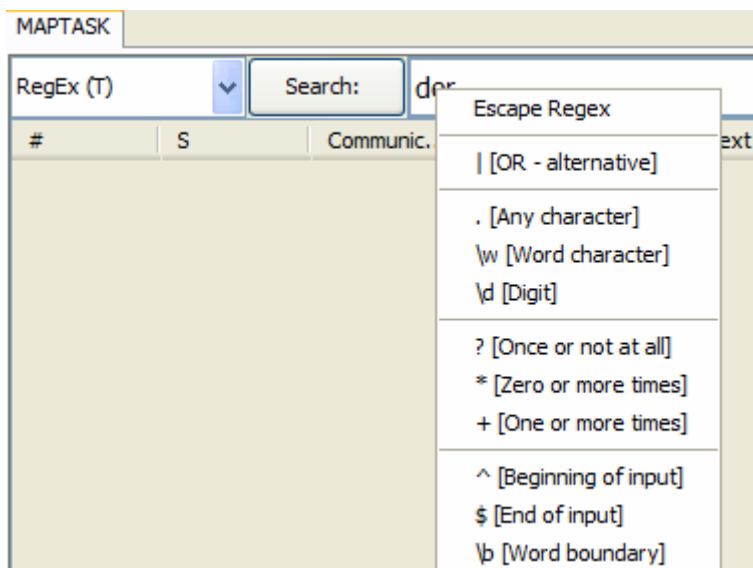 MAPTASK
RegEx (T) Search: der
# S Communic. ext
Escape Regex
| [OR - alternative]
. [Any character]
\w [Word character]
\d [Digit]
? [Once or not at all]
* [Zero or more times]
+ [One or more times]
^ [Beginning of input]
$ [End of input]
\b [Word boundary]